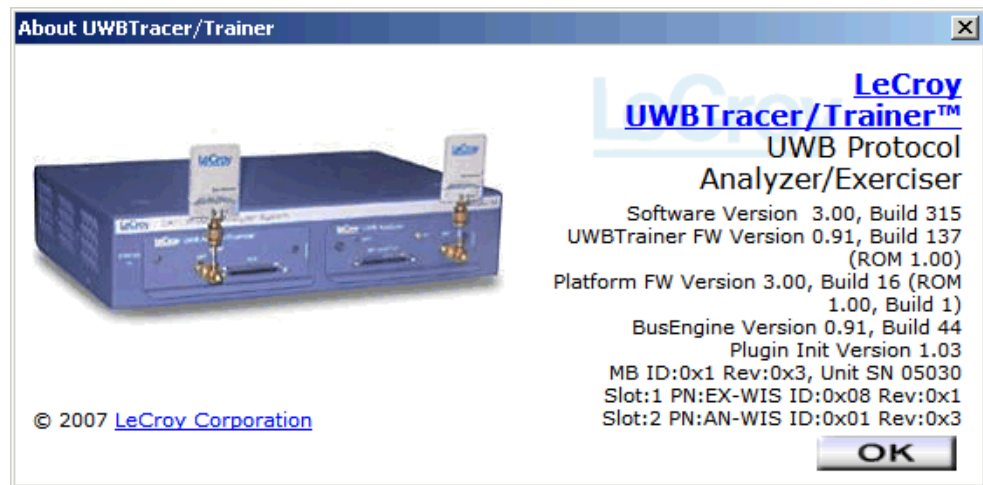 About UWBTracer/Trainer
LeCroy
UWBTracer/Trainer™
UWB Protocol
Analyzer/Exerciser
Software Version 3.00, Build 315
UWBTrainer FW Version 0.91, Build 137
(ROM 1.00)
Platform FW Version 3.00, Build 16 (ROM
1.00, Build 1)
BusEngine Version 0.91, Build 44
Plugin Init Version 1.03
MB ID:0x1 Rev:0x3, Unit SN 05030
Slot:1 PN:EX-WIS ID:0x08 Rev:0x1
Slot:2 PN:AN-WIS ID:0x01 Rev:0x3
© 2007 LeCroy Corporation
OK
LeCroy
LeCroy
LeCroy